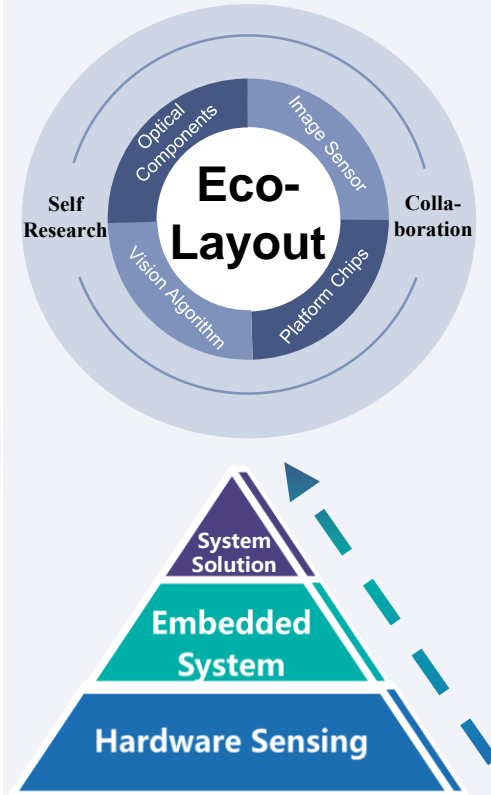 Optical
Components
Image Sensor
Eco-
Layout
Self
Research
Colla-
boration
Vision Algorithm
Platform Chips
System
Solution
Embedded
System
Hardware Sensing